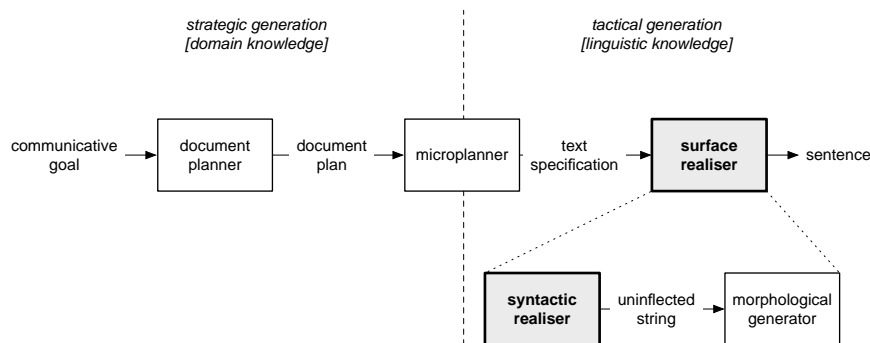 strategic generation
[domain knowledge]
tactical generation
[linguistic knowledge]
communicative
goal
document
planner
document
plan
microplanner
text
specification
surface
realiser
sentence
syntactic
realiser
uninflected
string
morphological
generator